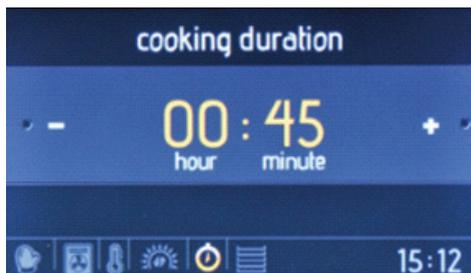 cooking duration
- 00 : 45 +
hour minute
15:12